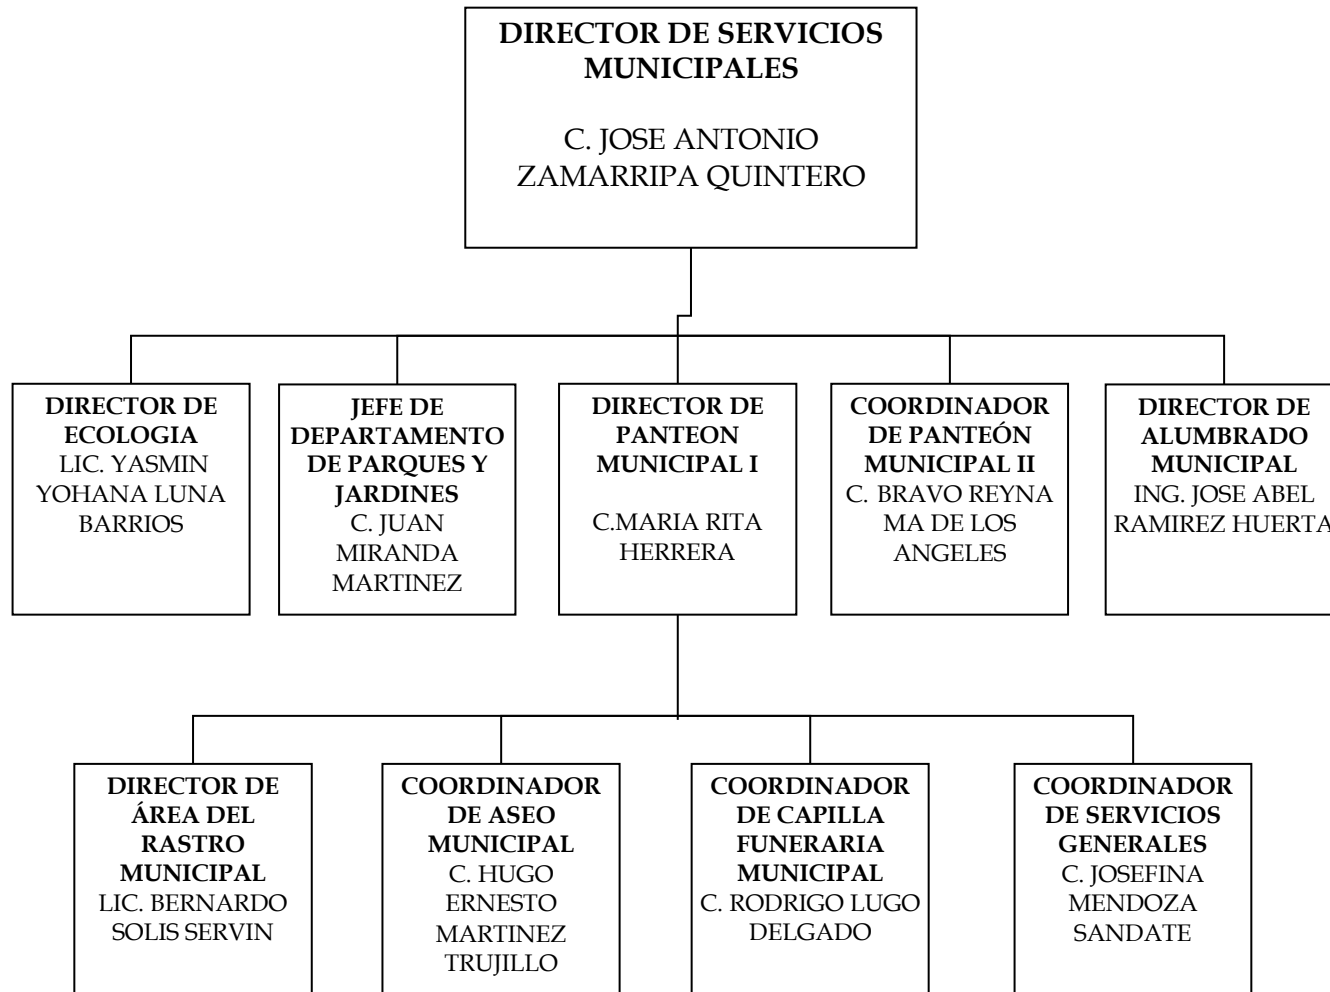 DIRECTOR DE SERVICIOS
MUNICIPALES
C. JOSE ANTONIO
ZAMARRIPA QUINTERO
DIRECTOR DE
ECOLOGIA
LIC. YASMIN
YOHANA LUNA
BARRIOS
JEFE DE
DEPARTAMENTO
DE PARQUES Y
JARDINES
C. JUAN
MIRANDA
MARTINEZ
DIRECTOR DE
PANTEON
MUNICIPAL I
C.MARIA RITA
HERRERA
COORDINADOR
DE PANTEÓN
MUNICIPAL II
C. BRAVO REYNA
MA DE LOS
ANGELES
DIRECTOR DE
ALUMBRADO
MUNICIPAL
ING. JOSE ABEL
RAMIREZ HUERTA
DIRECTOR DE
ÁREA DEL
RASTRO
MUNICIPAL
LIC. BERNARDO
SOLIS SERVIN
COORDINADOR
DE ASEO
MUNICIPAL
C. HUGO
ERNESTO
MARTINEZ
TRUJILLO
COORDINADOR
DE CAPILLA
FUNERARIA
MUNICIPAL
C. RODRIGO LUGO
DELGADO
COORDINADOR
DE SERVICIOS
GENERALES
C. JOSEFINA
MENDOZA
SANDATE